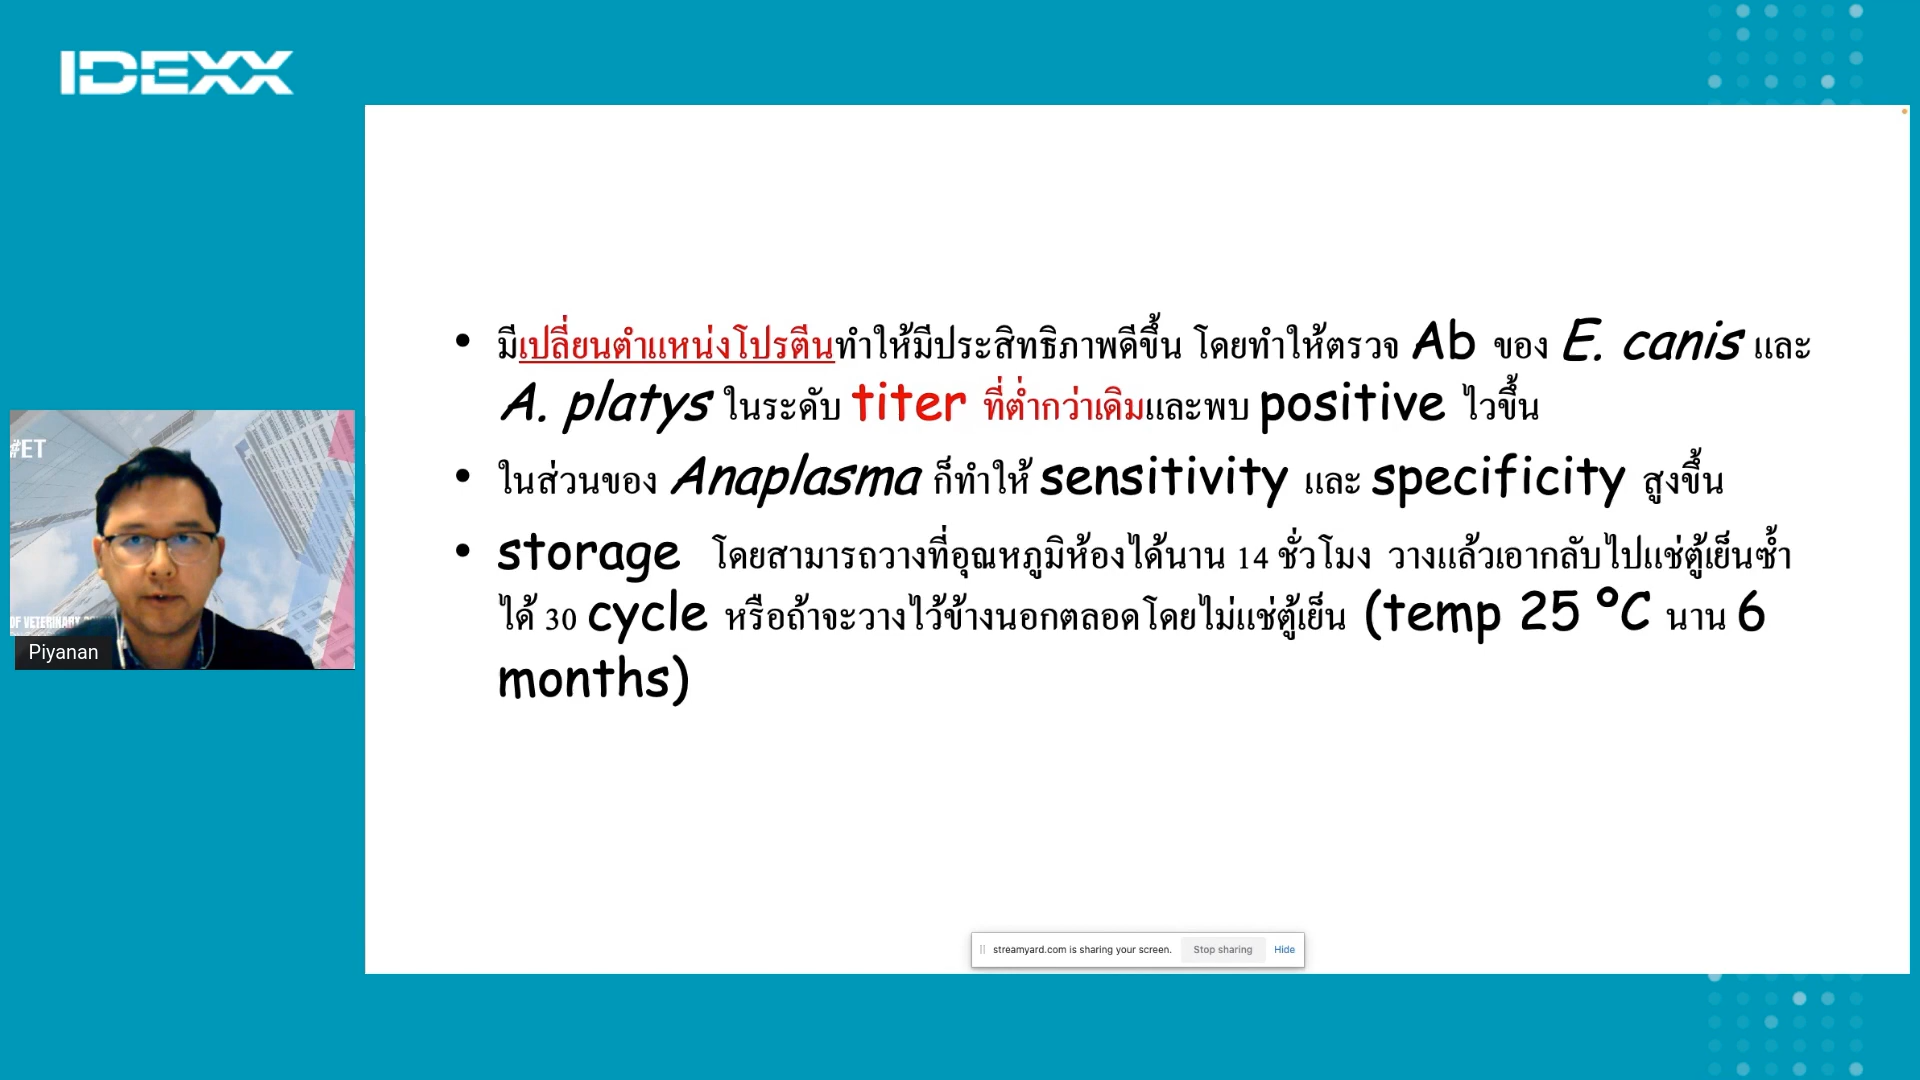 IDEXX
• มีเปลี่ยนตำแหน่งโปรตีนทำให้มีประสิทธิภาพดีขึ้น โดยทำให้ตรวจ Ab ของ E. canis และ
A. platys ในระดับ titer ที่ต่ำกว่าเดิมและพบ positive ไวขึ้น
• ในส่วนของ Anaplasma ก็ทำให้ sensitivity และ specificity สูงขึ้น
• storage โดยสามารถวางที่อุณหภูมิห้องได้นาน 14 ชั่วโมง วางแล้วเอากลับไปแช่ตู้เย็นซ้ำ
ได้ 30 cycle หรือถ้าจะวางไว้ข้างนอกตลอดโดยไม่แช่ตู้เย็น (temp 25 °C นาน 6
months)
#ET
OF VETERINARY
Piyanan
streamyard.com is sharing your screen. Stop sharing Hide